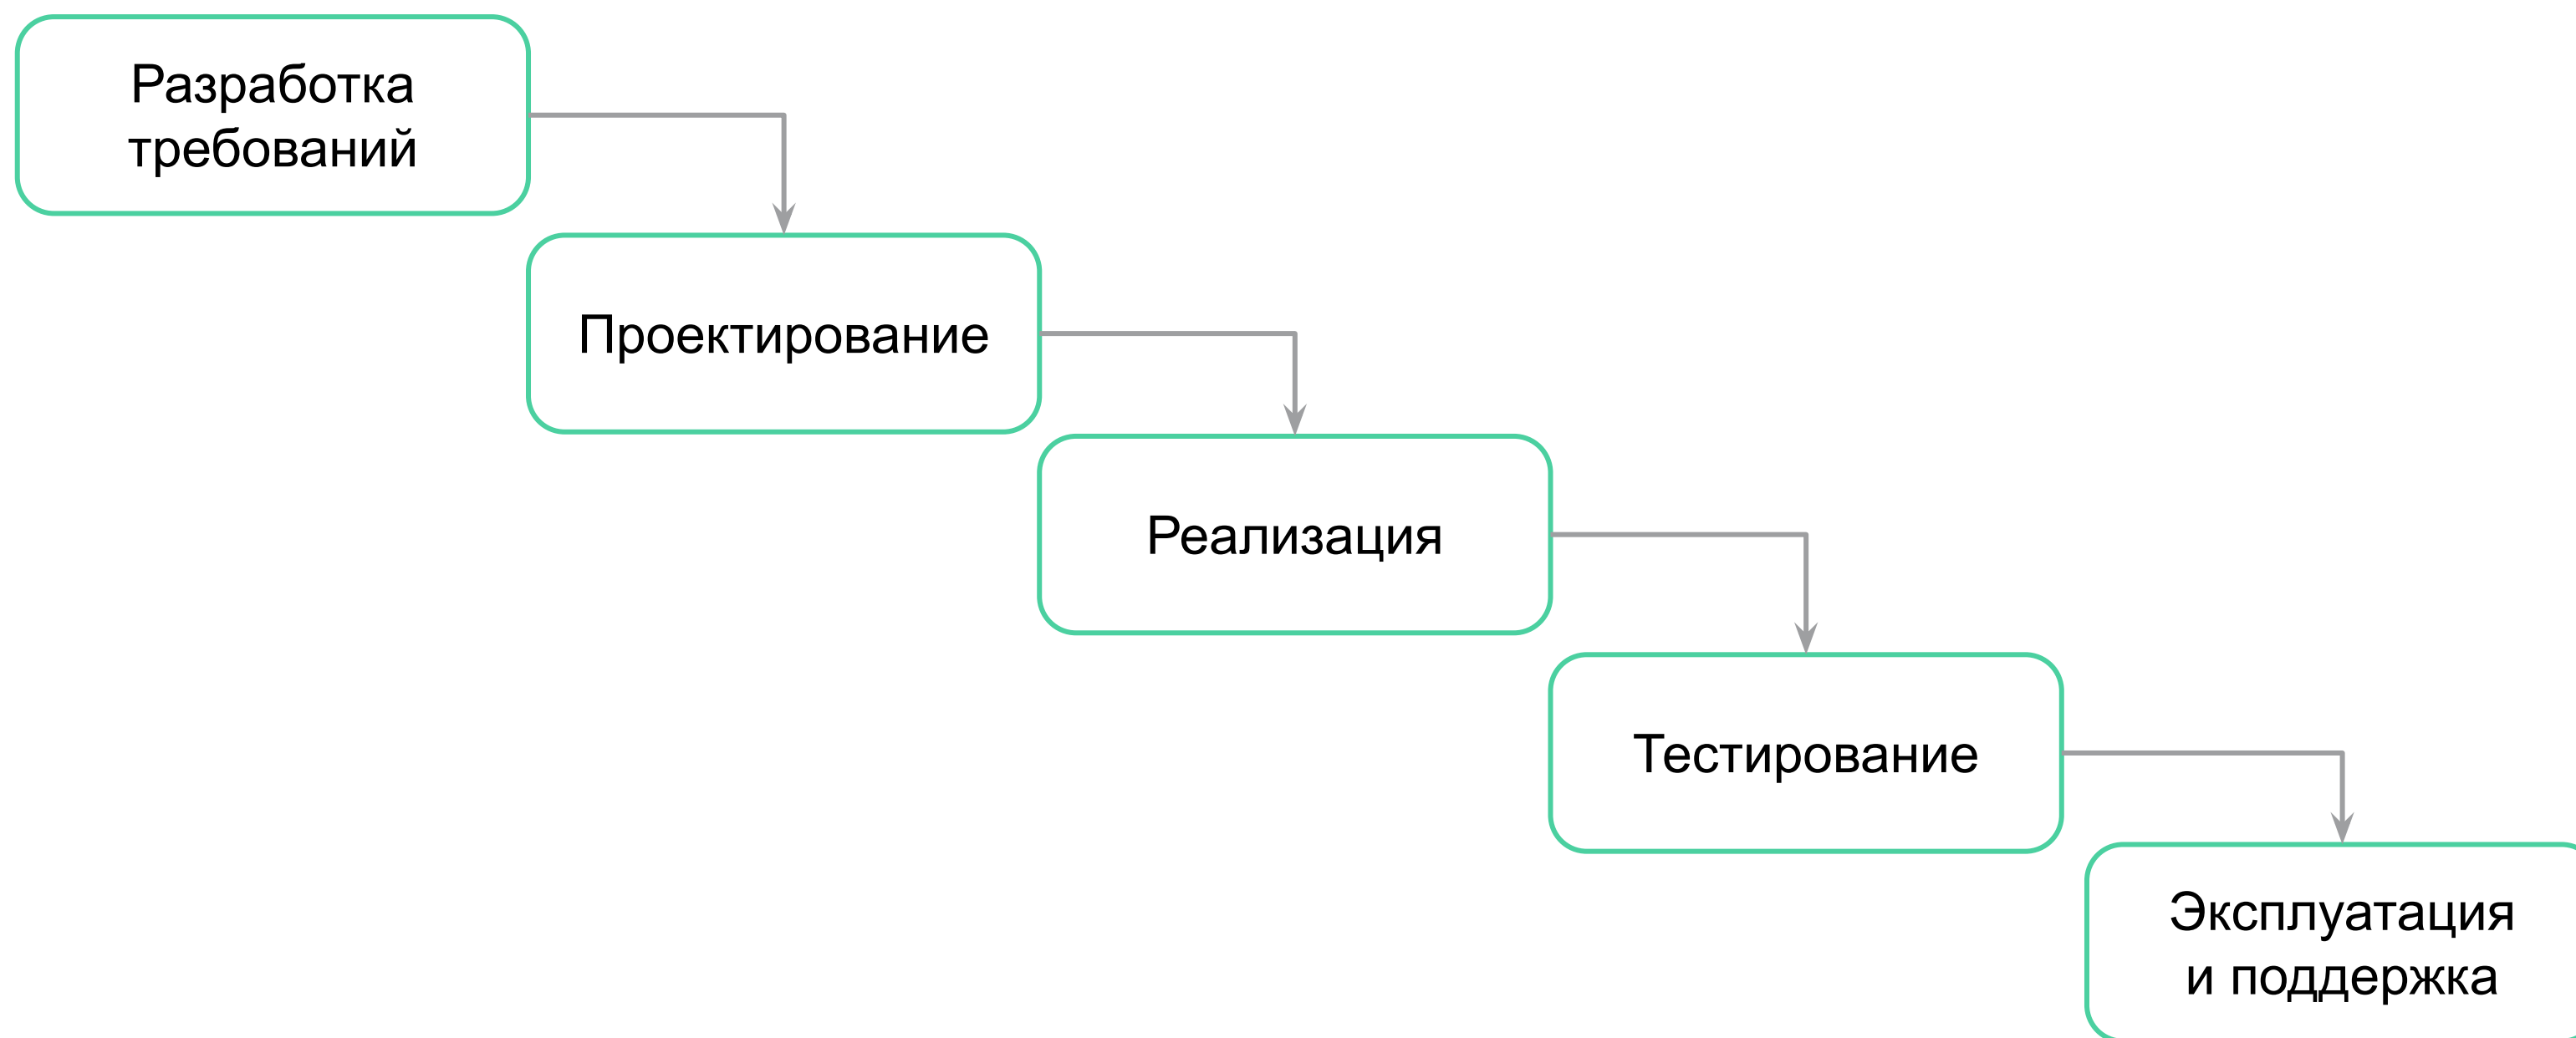 Разработка
требований
Проектирование
Реализация
Тестирование
Эксплуатация
и поддержка